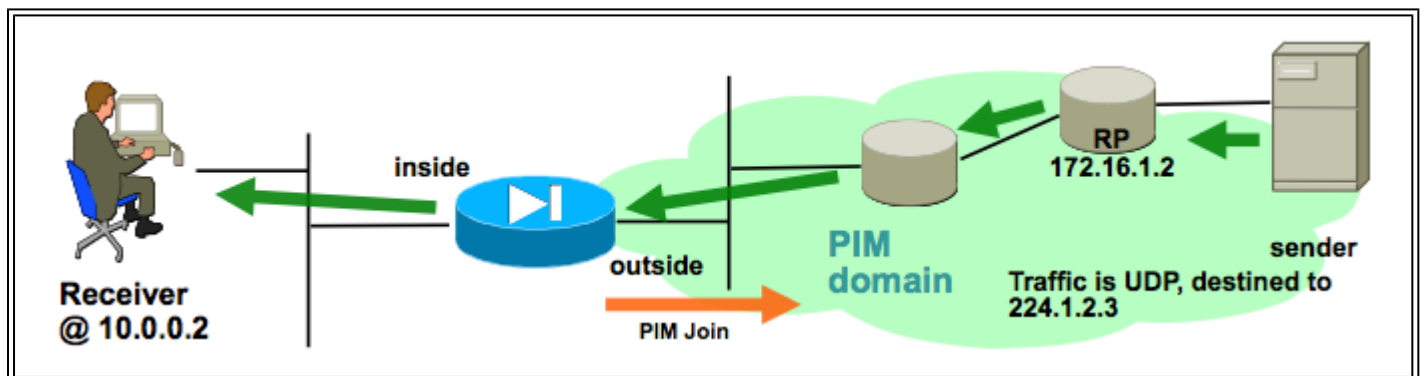 inside
outside
PIM Join
Receiver
@ 10.0.0.2
PIM
domain
RP
172.16.1.2
sender
Traffic is UDP, destined to
224.1.2.3